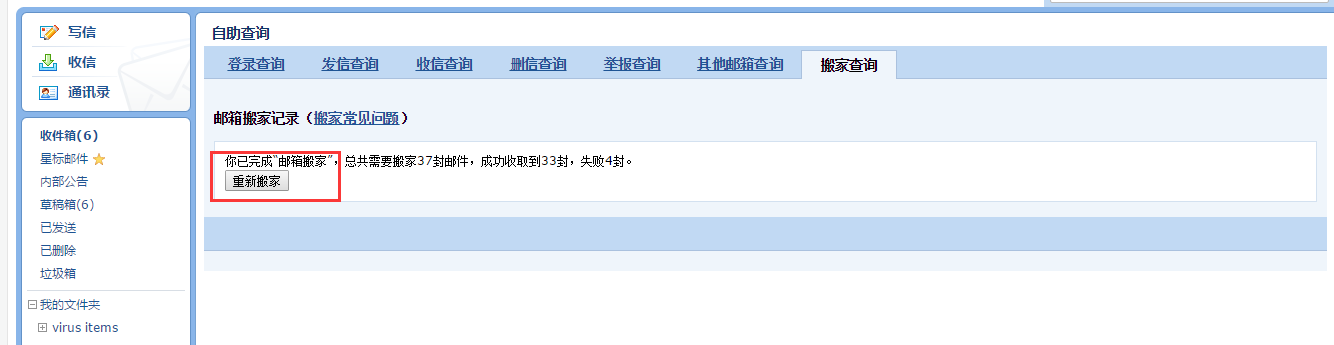 写信
收信
通讯录
收件箱(6)
星标邮件
内部公告
草稿箱(6)
已发送
已删除
垃圾箱
我的文件夹
virus items
自助查询
登录查询 发信查询 收信查询 删信查询 举报查询 其他邮箱查询 搬家查询
邮箱搬家记录（搬家常见问题）
你已完成“邮箱搬家”，总共需要搬家37封邮件，成功收取到33封，失败4封。
重新搬家